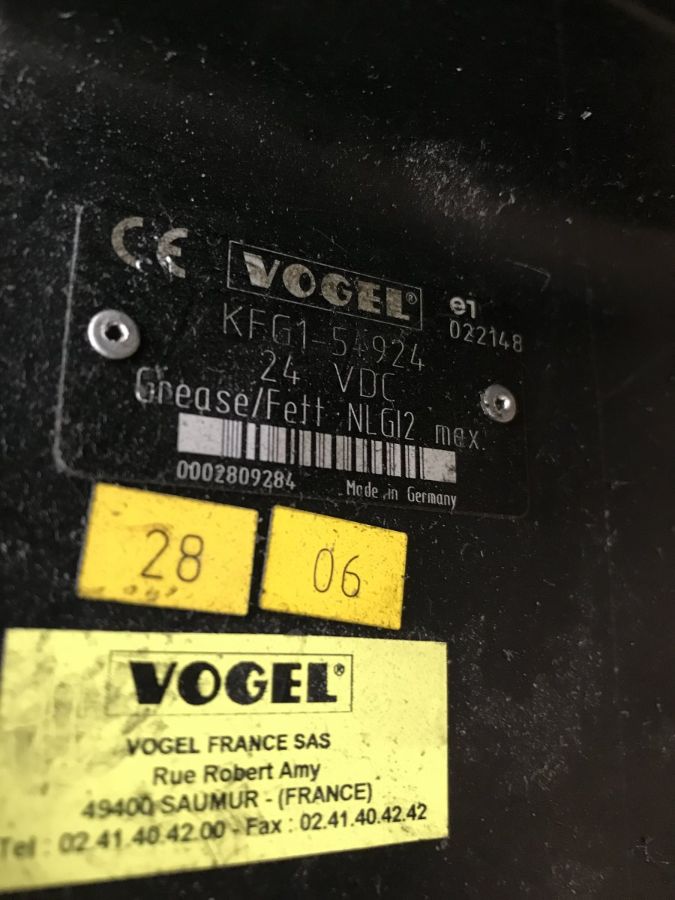 CE VOGEL® e1
022148
KFG1-5+924
24 VDC
Grease/Fett NLGI2 max.
0002809284 Made in Germany
28 06
VOGEL®
VOGEL FRANCE SAS
Rue Robert Amy
49400 SAUMUR - (FRANCE)
Tel : 02.41.40.42.00 - Fax : 02.41.40.42.42